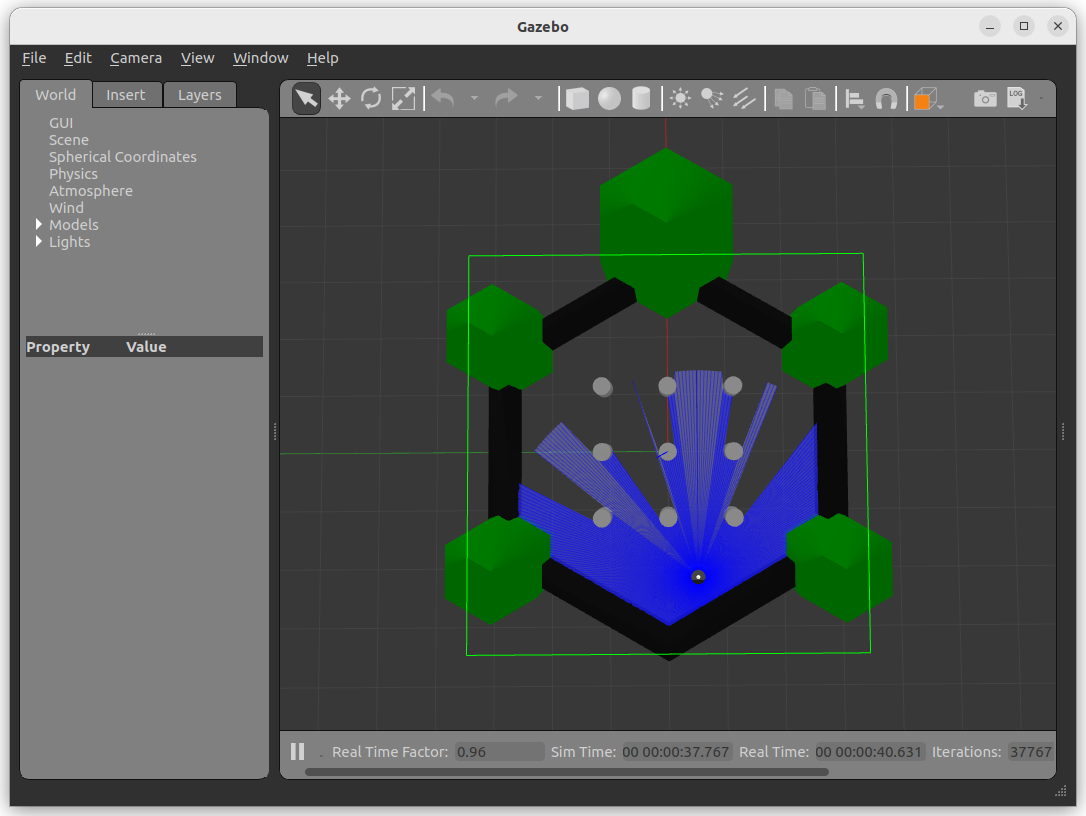 Gazebo
File Edit Camera View Window Help
World Insert Layers
LOG
GUI
Scene
Spherical Coordinates
Physics
Atmosphere
Wind
Models
Lights
Property Value
Real Time Factor: 0.96 Sim Time: 00 00:00:37.767 Real Time: 00 00:00:40.631 Iterations: 37767